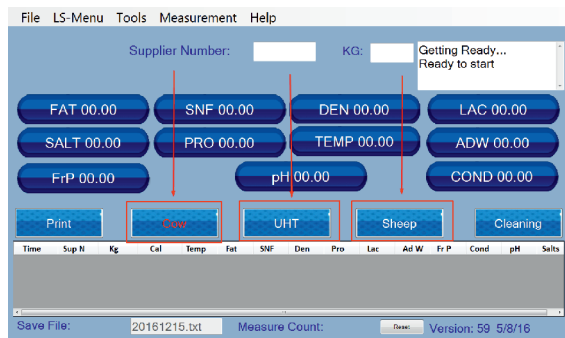 File LS-Menu Tools Measurement Help
Supplier Number: KG: Getting Ready...
Ready to start
FAT 00.00 SNF 00.00 DEN 00.00 LAC 00.00
SALT 00.00 PRO 00.00 TEMP 00.00 ADW 00.00
FrP 00.00 pH 00.00 COND 00.00
Print Cow UHT Sheep Cleaning
Time Sup N Kg Cal Temp Fat SNF Den Pro Lac Ad W Fr P Cond pH Salts
Save File: 20161215.txt Measure Count: Reset Version: 59 5/8/16